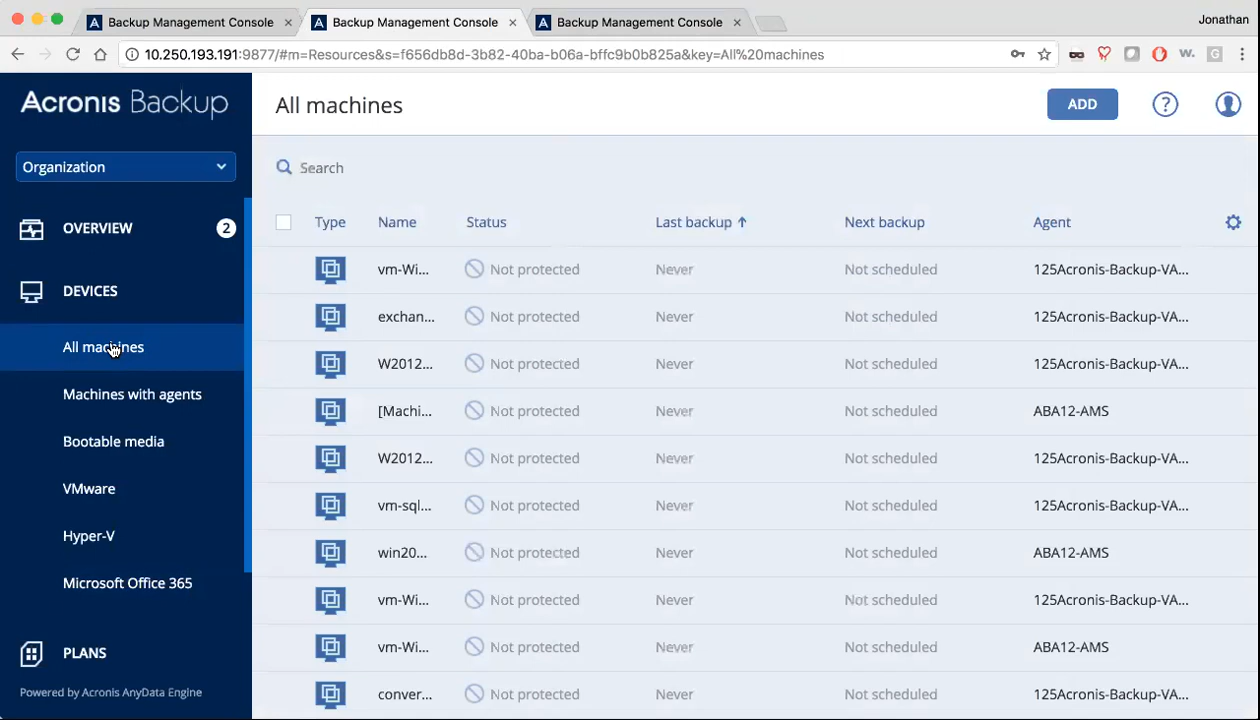 Backup Management Console
Backup Management Console
Backup Management Console
Jonathan
10.250.193.191:9877/#m=Resources&s=f656db8d-3b82-40ba-b06a-bffc9b0b825a&key=All%20machines
Acronis Backup
All machines
ADD
?
Organization
Search
OVERVIEW 2
DEVICES
All machines
Machines with agents
Bootable media
VMware
Hyper-V
Microsoft Office 365
PLANS
Powered by Acronis AnyData Engine
Type Name Status Last backup Next backup Agent
vm-Wi... Not protected Never Not scheduled 125Acronis-Backup-VA...
exchan... Not protected Never Not scheduled 125Acronis-Backup-VA...
W2012... Not protected Never Not scheduled 125Acronis-Backup-VA...
[Machi... Not protected Never Not scheduled ABA12-AMS
W2012... Not protected Never Not scheduled 125Acronis-Backup-VA...
vm-sql... Not protected Never Not scheduled 125Acronis-Backup-VA...
win20... Not protected Never Not scheduled ABA12-AMS
vm-Wi... Not protected Never Not scheduled 125Acronis-Backup-VA...
vm-Wi... Not protected Never Not scheduled ABA12-AMS
conver... Not protected Never Not scheduled 125Acronis-Backup-VA...